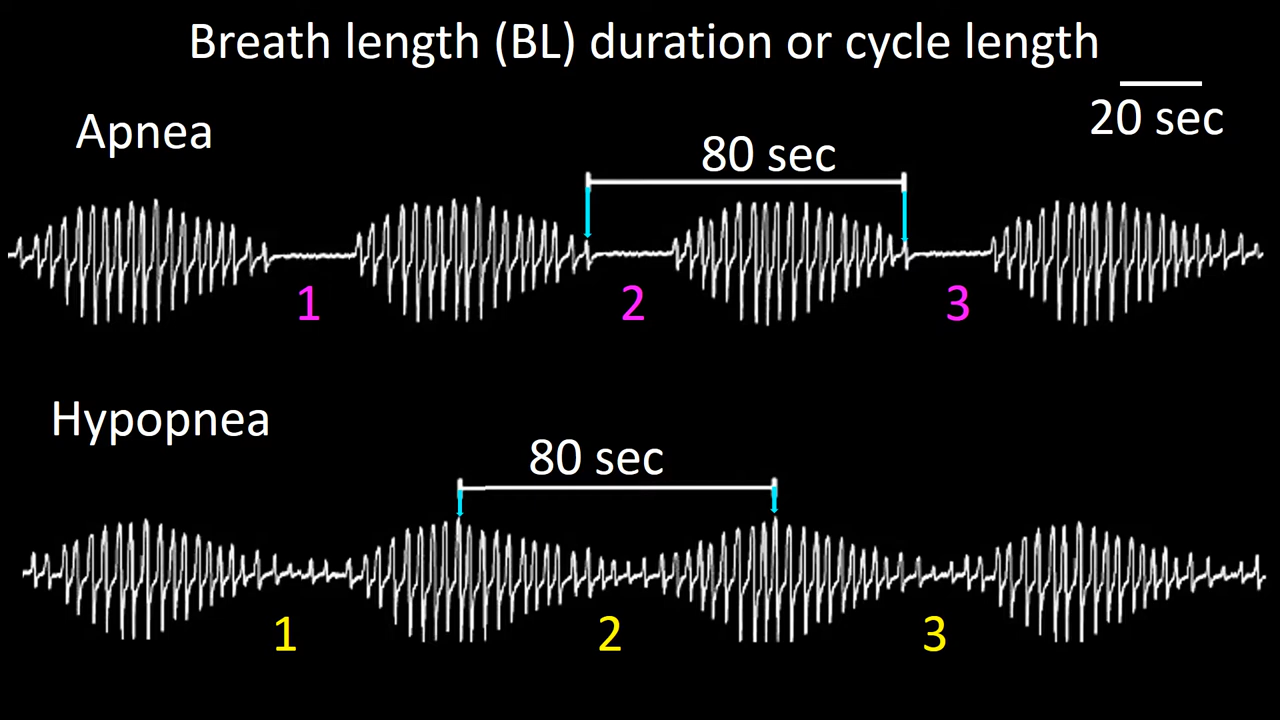 Breath length (BL) duration or cycle length
20 sec
Apnea
80 sec
1 2 3
Hypopnea
80 sec
1 2 3